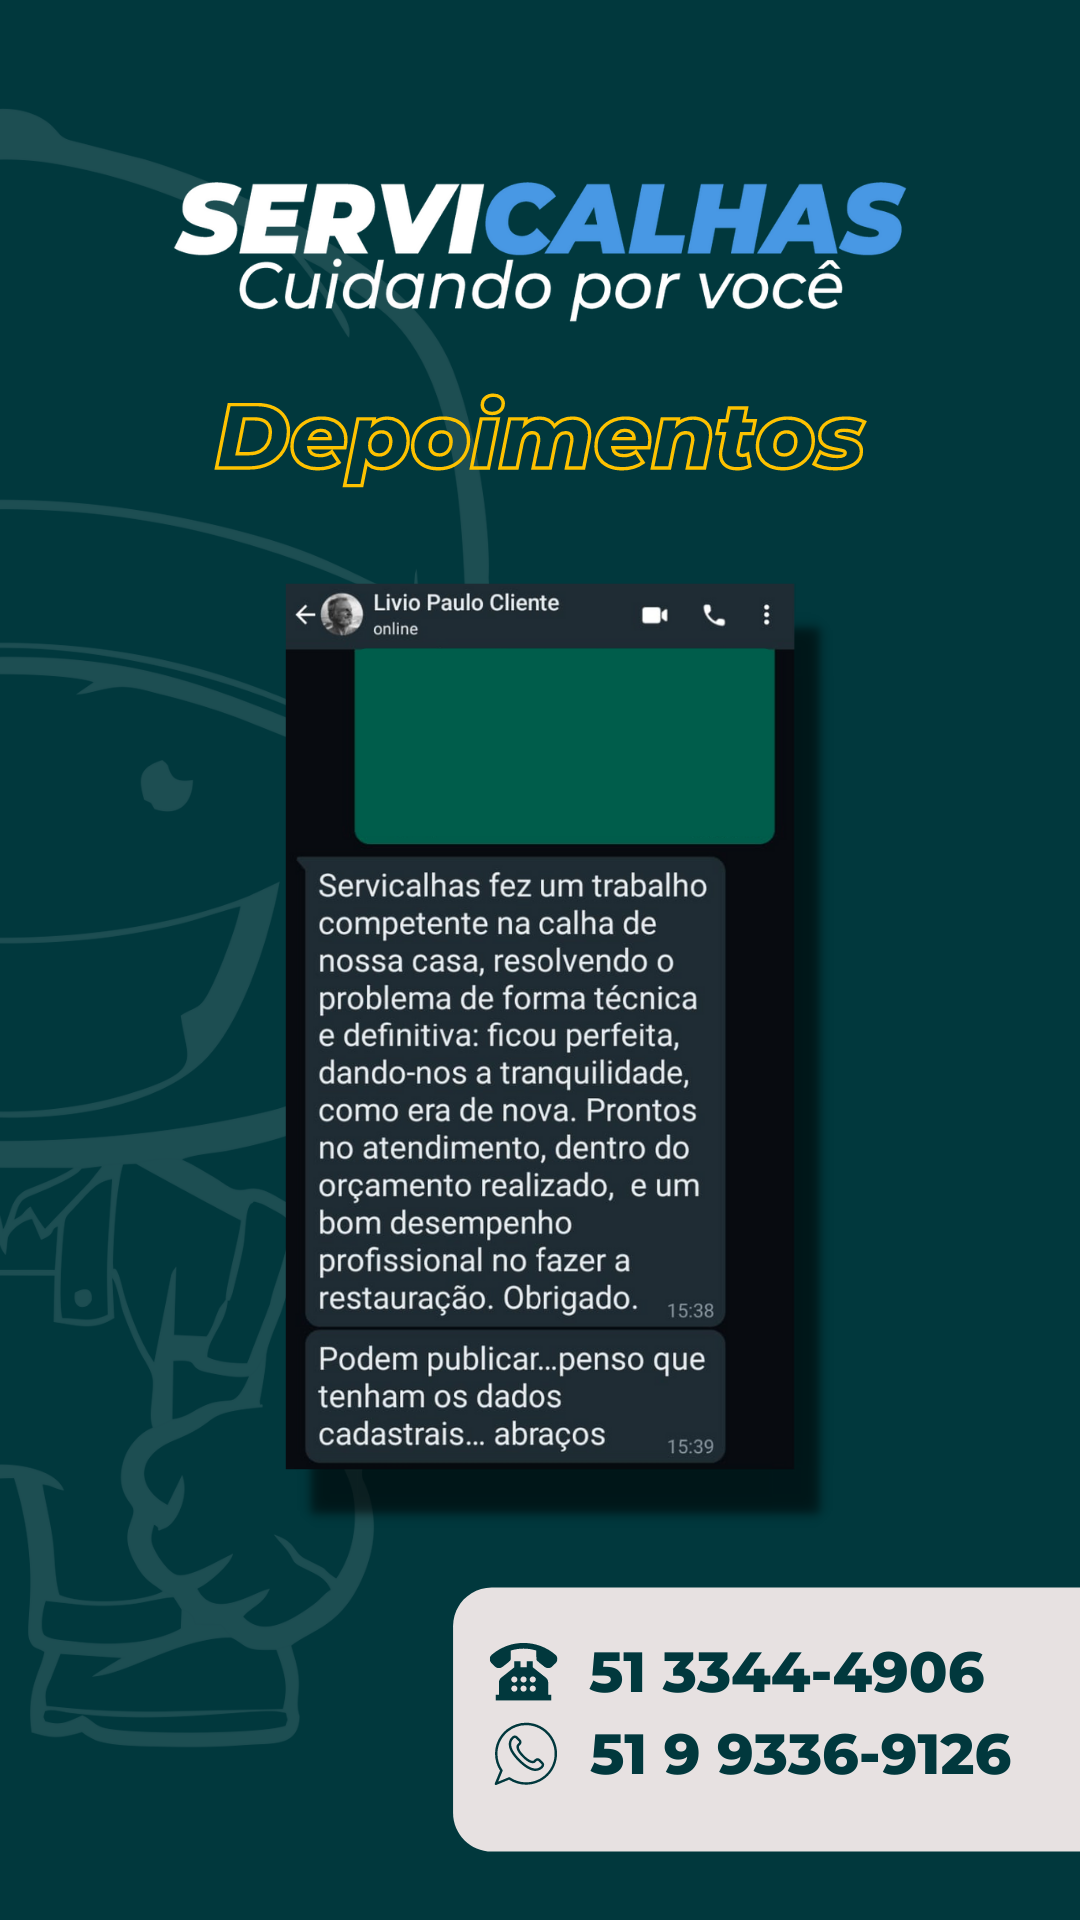 SERVICALHAS
Cuidando por você
Depoimentos
Livio Paulo Cliente
online
Servicalhas fez um trabalho
competente na calha de
nossa casa, resolvendo o
problema de forma técnica
e definitiva: ficou perfeita,
dando-nos a tranquilidade,
como era de nova. Prontos
no atendimento, dentro do
orçamento realizado,  e um
bom desempenho
profissional no fazer a
restauração. Obrigado.
15:38
Podem publicar...penso que
tenham os dados
cadastrais... abraços
15:39
51 3344-4906
51 9 9336-9126